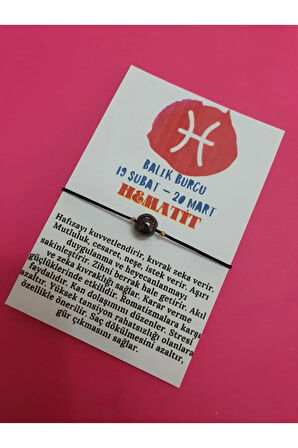 BALIK BURCU
19 ŞUBAT – 20 MART
HEMATİT
Hafızayı kuvvetlendirir, kıvrak zeka verir.
Mutluluk, cesaret, neşe, istek verir. Aşırı
duygulanma ve heyecanlanmayı
sakinleştirir. Zihni berrak hale getirir. Akıl
ve zeka kıvraklığı sağlar. Karar verme
güçlüklerinde etkilidir. Romatizmalara karşı
faydalıdır. Kan dolaşımını düzenler. Stresi
azaltır. Yüksek tansiyon rahatsızlığı olanlara
özellikle önerilir. Saç dökülmesini azaltır,
gür çıkmasını sağlar.